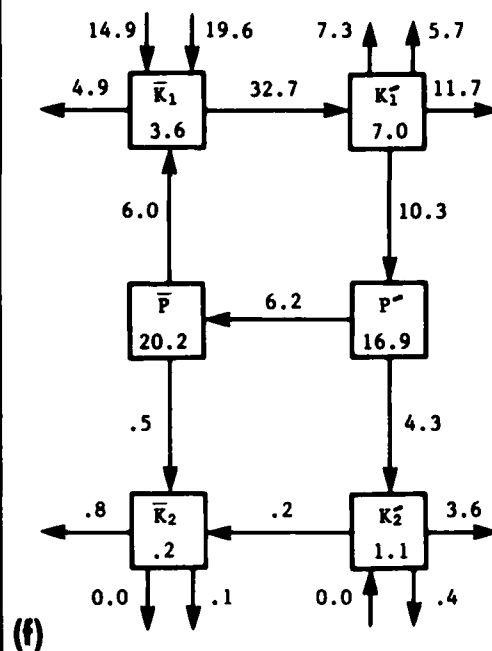 14.9 19.6 7.3 5.7
4.9 K̅₁ 32.7 K₁′ 11.7
3.6 7.0
6.0 10.3
P̅ 6.2 P′
20.2 16.9
.5 4.3
.8 K̅₂ .2 K₂′ 3.6
.2 1.1
0.0 .1 0.0 .4
(f)